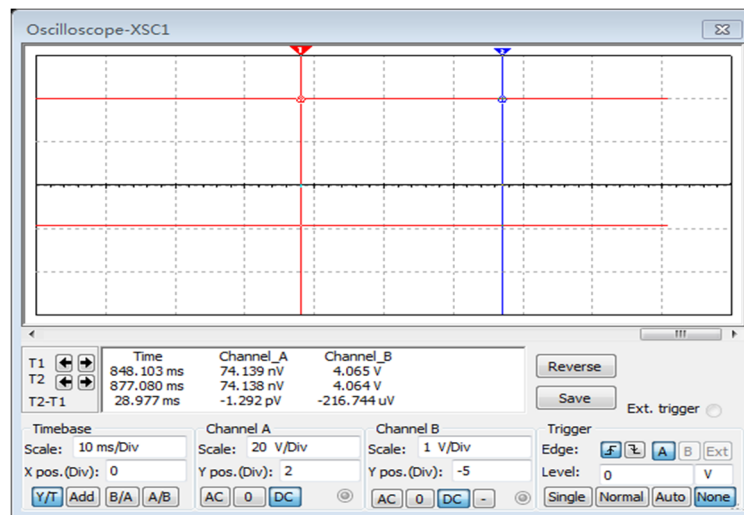 Oscilloscope-XSC1
1
2
T1
T2
T2-T1
Time Channel_A Channel_B
848.103 ms 74.139 nV 4.065 V
877.080 ms 74.138 nV 4.064 V
28.977 ms -1.292 pV -216.744 uV
Reverse
Save
Ext. trigger
Timebase
Scale: 10 ms/Div
X pos.(Div): 0
Y/T Add B/A A/B
Channel A
Scale: 20 V/Div
Y pos.(Div): 2
AC 0 DC
Channel B
Scale: 1 V/Div
Y pos.(Div): -5
AC 0 DC -
Trigger
Edge: A B Ext
Level: 0 V
Single Normal Auto None